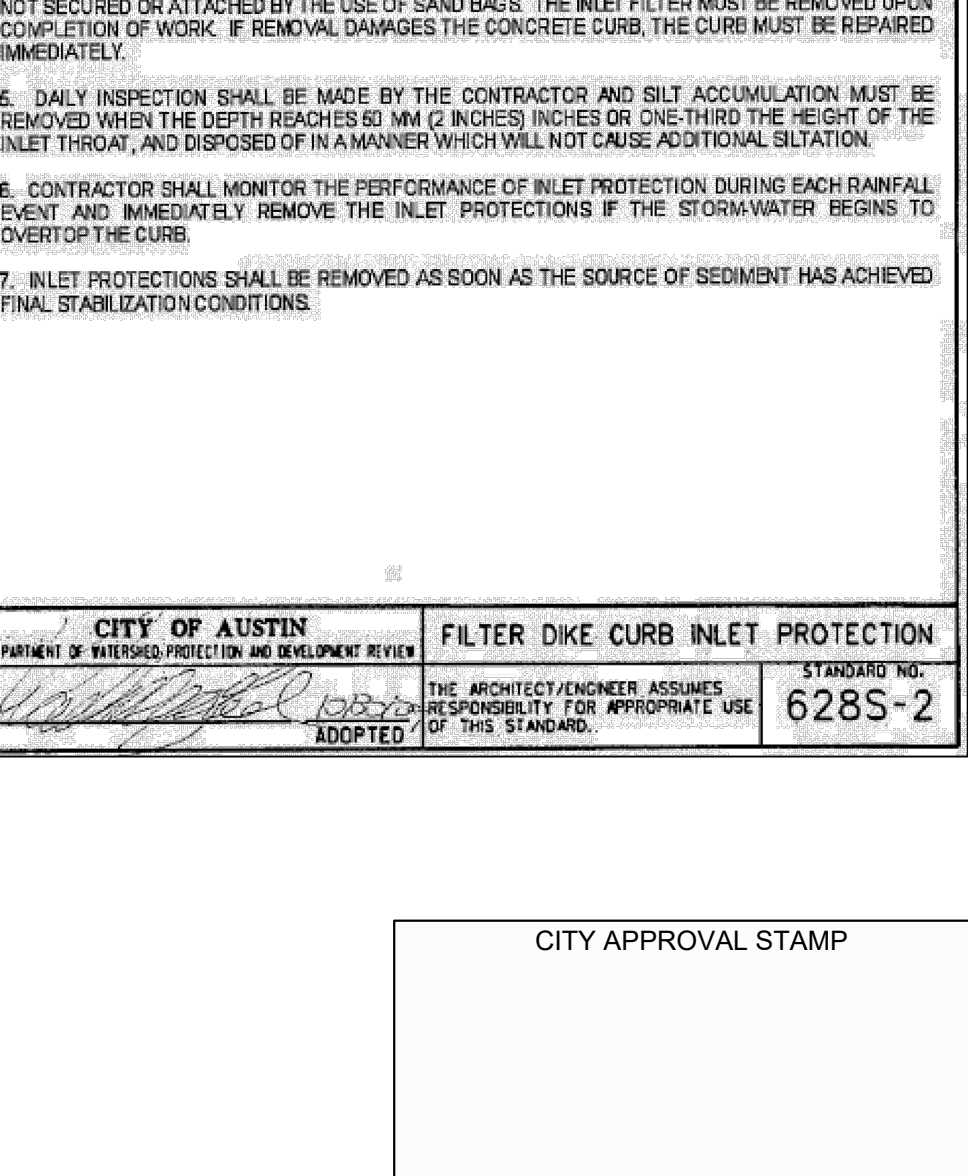 NOT SECURED OR ATTACHED BY THE USE OF SAND BAGS. THE INLET FILTER MUST BE REMOVED UPON
COMPLETION OF WORK. IF REMOVAL DAMAGES THE CONCRETE CURB, THE CURB MUST BE REPAIRED
IMMEDIATELY.
5. DAILY INSPECTION SHALL BE MADE BY THE CONTRACTOR AND SILT ACCUMULATION MUST BE
REMOVED WHEN THE DEPTH REACHES 50 MM (2 INCHES) INCHES OR ONE-THIRD THE HEIGHT OF THE
INLET THROAT, AND DISPOSED OF IN A MANNER WHICH WILL NOT CAUSE ADDITIONAL SILTATION.
6. CONTRACTOR SHALL MONITOR THE PERFORMANCE OF INLET PROTECTION DURING EACH RAINFALL
EVENT AND IMMEDIATELY REMOVE THE INLET PROTECTIONS IF THE STORM-WATER BEGINS TO
OVERTOP THE CURB.
7. INLET PROTECTIONS SHALL BE REMOVED AS SOON AS THE SOURCE OF SEDIMENT HAS ACHIEVED
FINAL STABILIZATION CONDITIONS.
CITY OF AUSTIN
PARTMENT OF WATERSHED PROTECTION AND DEVELOPMENT REVIEW
ADOPTED
FILTER DIKE CURB INLET PROTECTION
THE ARCHITECT/ENGINEER ASSUMES
RESPONSIBILITY FOR APPROPRIATE USE
OF THIS STANDARD.
STANDARD NO.
628S-2
CITY APPROVAL STAMP